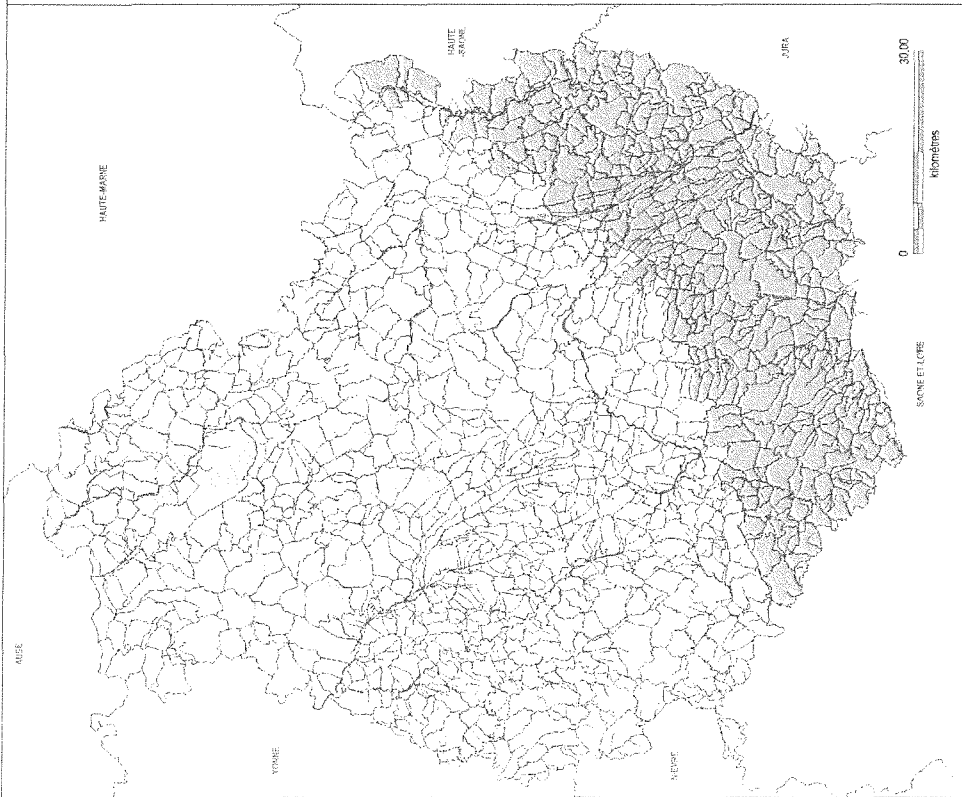 AUBE
HAUTE-MARNE
YONNE
HAUTE
-SAONE
NIEVRE
JURA
SAONE ET LOIRE
0
30,00
kilomètres